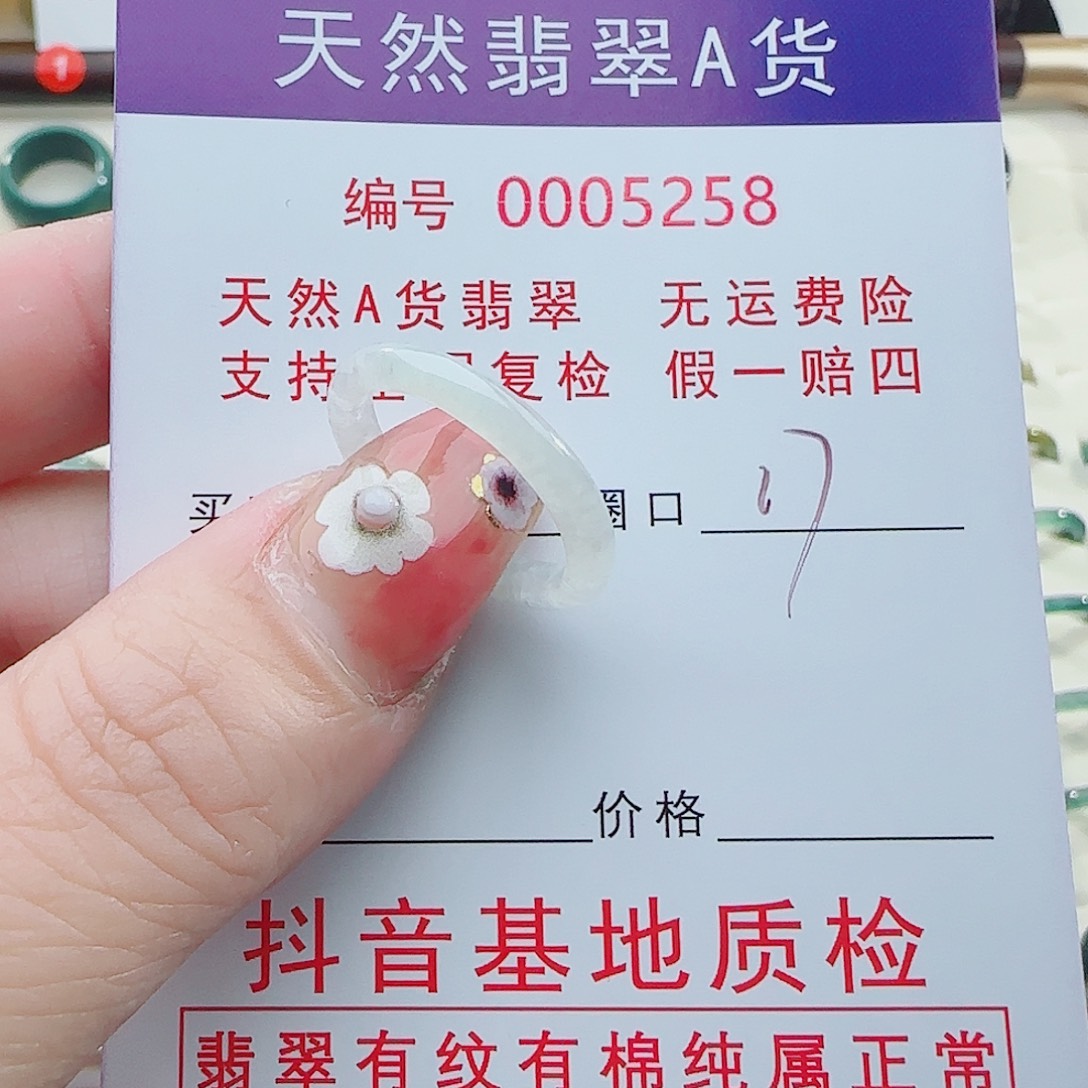 天然翡翠A货
1
编号 0005258
天然A货翡翠 无运费险
支持 复检 假一赔四
买 圈口 17
价格
抖音基地质检
翡翠有纹有棉纯属正常